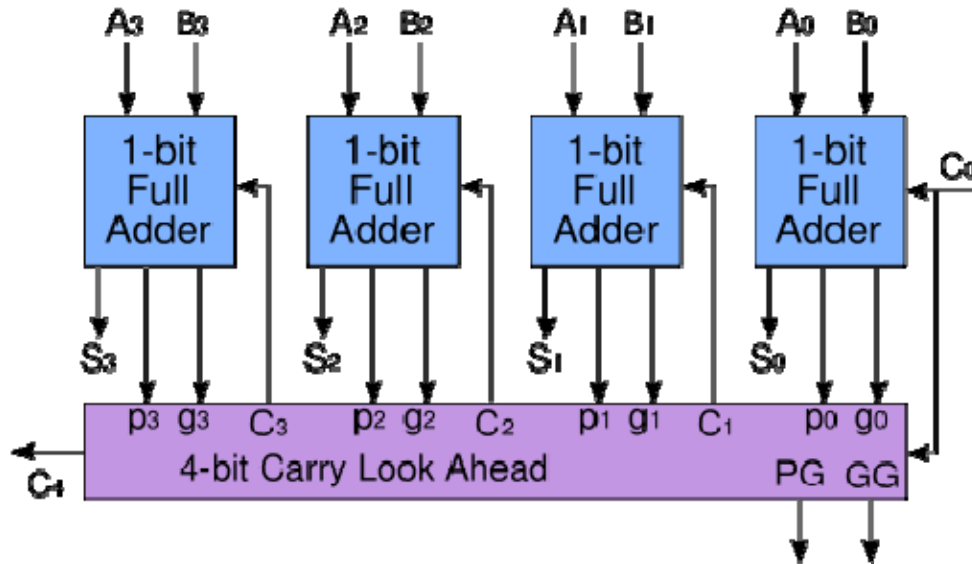 A3 B3 A2 B2 A1 B1 A0 B0
1-bit Full Adder
1-bit Full Adder
1-bit Full Adder
1-bit Full Adder
C0
S3 S2 S1 S0
p3 g3 C3 p2 g2 C2 p1 g1 C1 p0 g0
4-bit Carry Look Ahead
PG GG
C4